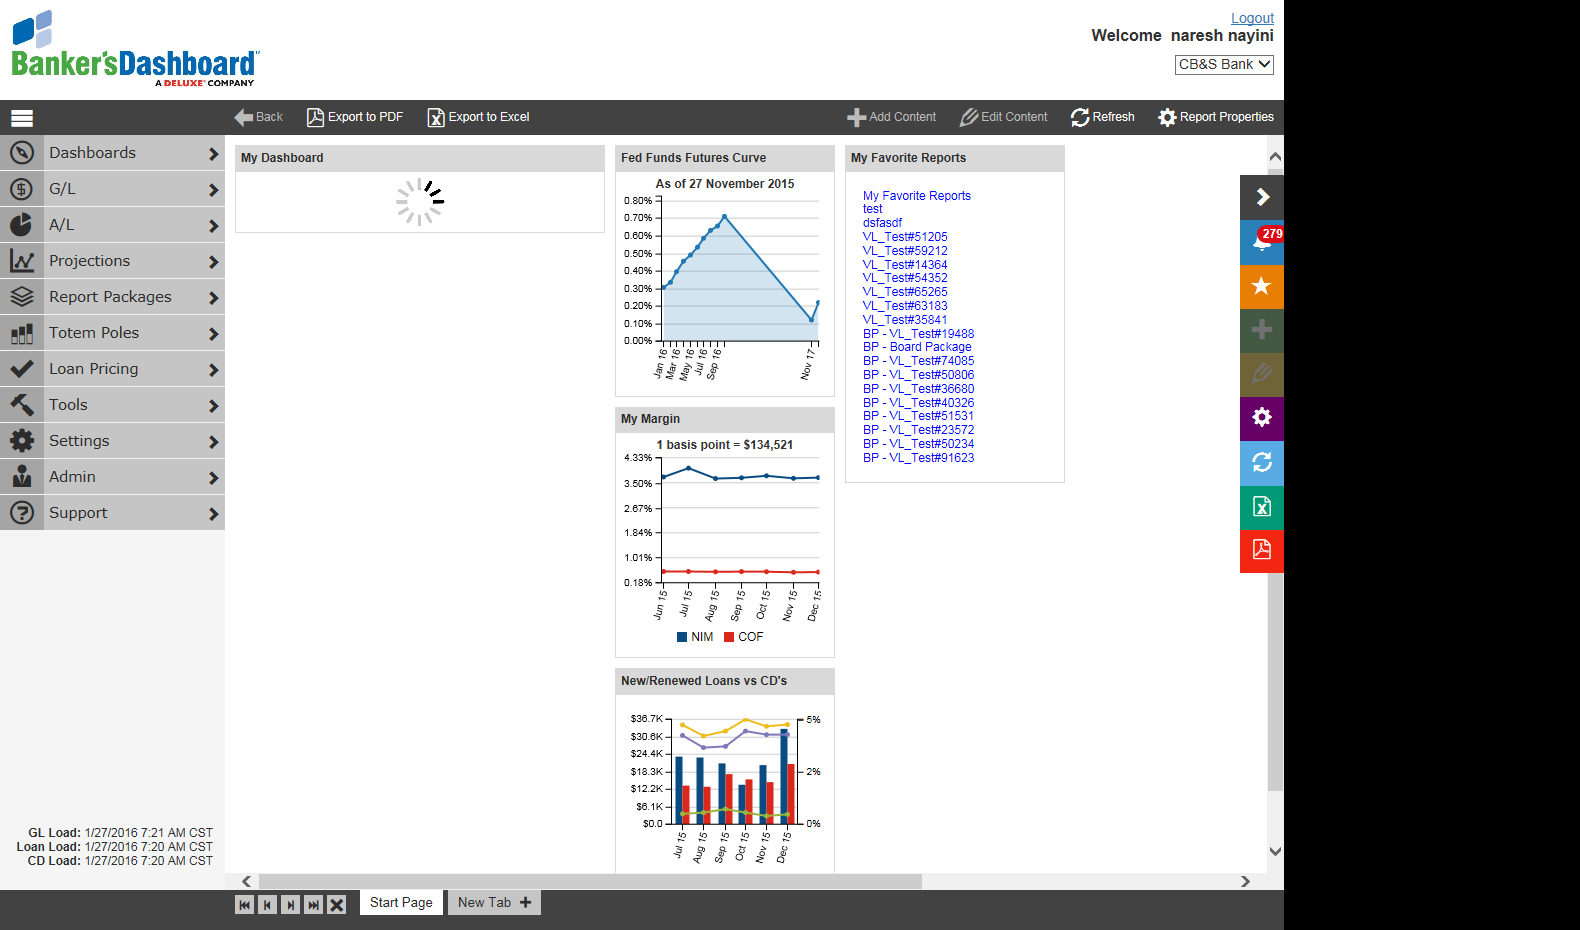 Logout
Welcome naresh nayini
CB&S Bank
Banker'sDashboard
A DELUXE COMPANY
Back
Export to PDF
Export to Excel
Add Content
Edit Content
Refresh
Report Properties
Dashboards
G/L
A/L
Projections
Report Packages
Totem Poles
Loan Pricing
Tools
Settings
Admin
Support
GL Load: 1/27/2016 7:21 AM CST
Loan Load: 1/27/2016 7:20 AM CST
CD Load: 1/27/2016 7:20 AM CST
My Dashboard
Fed Funds Futures Curve
As of 27 November 2015
0.80%
0.70%
0.60%
0.50%
0.40%
0.30%
0.20%
0.10%
0.00%
Jan 16
Mar 16
May 16
Jul 16
Sep 16
Nov 17
My Margin
1 basis point = $134,521
4.33%
3.50%
2.67%
1.84%
1.01%
0.18%
Jun 15
Jul 15
Aug 15
Sep 15
Oct 15
Nov 15
Dec 15
NIM COF
New/Renewed Loans vs CD's
$36.7K
$30.6K
$24.4K
$18.3K
$12.2K
$6.1K
$0.0
5%
2%
0%
Jul 15
Aug 15
Sep 15
Oct 15
Nov 15
Dec 15
My Favorite Reports
My Favorite Reports
test
dsfasdf
VL_Test#51205
VL_Test#59212
VL_Test#14364
VL_Test#54352
VL_Test#65265
VL_Test#63183
VL_Test#35841
BP - VL_Test#19488
BP - Board Package
BP - VL_Test#74085
BP - VL_Test#50806
BP - VL_Test#36680
BP - VL_Test#40326
BP - VL_Test#51531
BP - VL_Test#23572
BP - VL_Test#50234
BP - VL_Test#91623
279
Start Page
New Tab